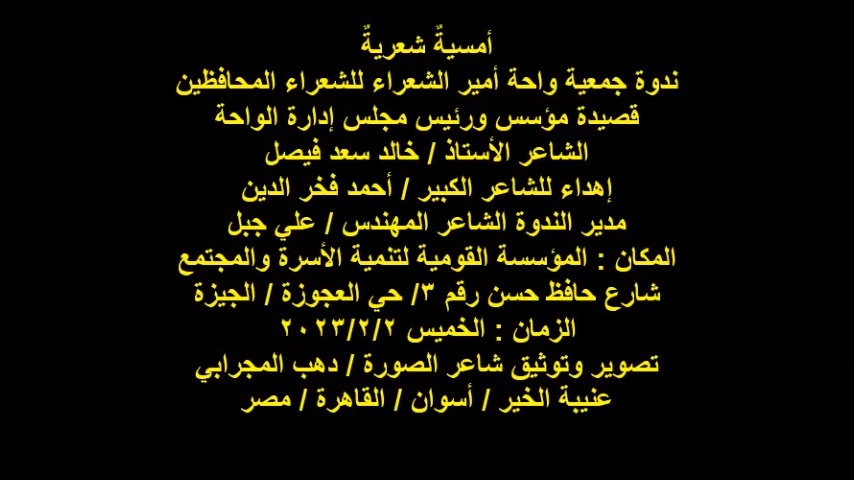 أمسيةٌ شعريةٌ
ندوة جمعية واحة أمير الشعراء للشعراء المحافظين
قصيدة مؤسس ورئيس مجلس إدارة الواحة
الشاعر الأستاذ / خالد سعد فيصل
إهداء للشاعر الكبير / أحمد فخر الدين
مدير الندوة الشاعر المهندس / علي جبل
المكان : المؤسسة القومية لتنمية الأسرة والمجتمع
شارع حافظ حسن رقم ٣/ حي العجوزة / الجيزة
الزمان : الخميس ٢٠٢٣/٢/٢
تصوير وتوثيق شاعر الصورة / دهب المجرابي
عنيبة الخير / أسوان / القاهرة / مصر